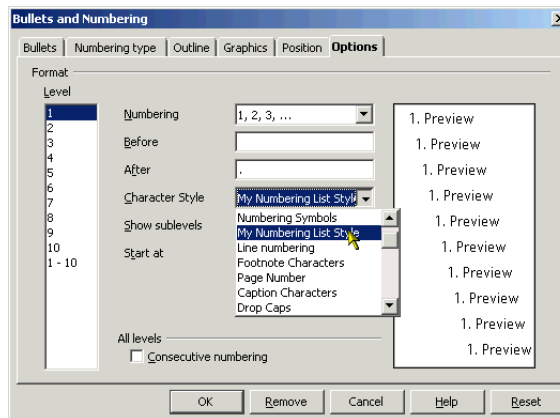 Bullets and Numbering
Bullets Numbering type Outline Graphics Position Options
Format
Level
1
2
3
4
5
6
7
8
9
10
1 - 10
Numbering 1, 2, 3, ...
Before
After .
Character Style My Numbering List Style
Show sublevels
Start at
Numbering Symbols
My Numbering List Style
Line numbering
Footnote Characters
Page Number
Caption Characters
Drop Caps
1. Preview
1. Preview
1. Preview
1. Preview
1. Preview
1. Preview
1. Preview
1. Preview
1. Preview
1. Preview
All levels
Consecutive numbering
OK Remove Cancel Help Reset